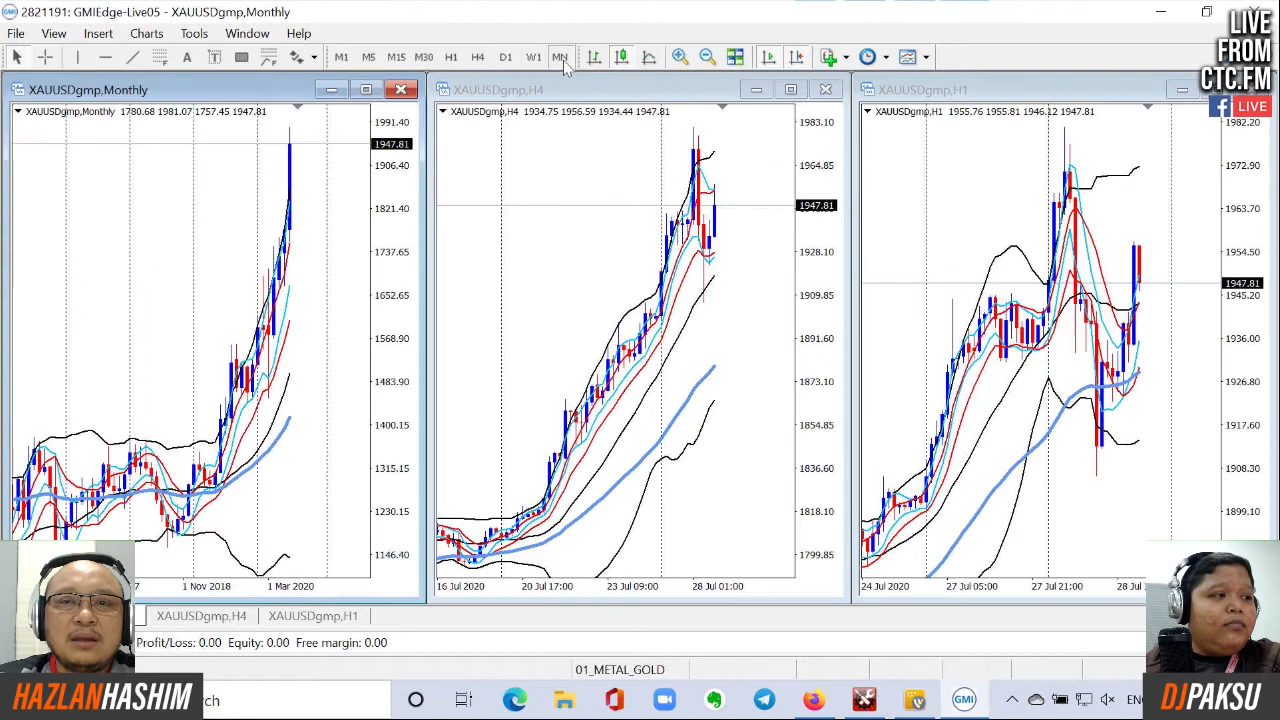 2821191: GMIEdge-Live05 - XAUUSDgmp,Monthly
File View Insert Charts Tools Window Help
LIVE
FROM
CTC.FM
LIVE
M1 M5 M15 M30 H1 H4 D1 W1
XAUUSDgmp,Monthly
XAUUSDgmp,Monthly 1780.68 1981.07 1757.45 1947.81
1991.40
1947.81
1906.40
1821.40
1737.65
1652.65
1568.90
1483.90
1400.15
1315.15
1230.15
1146.40
1 Nov 2018 1 Mar 2020
XAUUSDgmp,H4
XAUUSDgmp,H4 1934.75 1956.59 1934.44 1947.81
1983.10
1964.85
1947.81
1928.10
1909.85
1891.60
1873.10
1854.85
1836.60
1818.10
1799.85
16 Jul 2020 20 Jul 17:00 23 Jul 09:00 28 Jul 01:00
XAUUSDgmp,H1
XAUUSDgmp,H1 1955.76 1955.81 1946.12 1947.81
1982.20
1972.90
1963.70
1954.50
1947.81
1945.20
1936.00
1926.80
1917.60
1908.30
1899.10
24 Jul 2020 27 Jul 05:00 27 Jul 21:00 28 Jul
XAUUSDgmp,H4 XAUUSDgmp,H1
Profit/Loss: 0.00 Equity: 0.00 Free margin: 0.00
01_METAL_GOLD
HAZLANHASHIM
rch
GMI
DJPAKSU